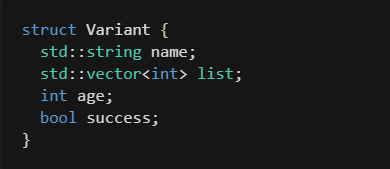 struct Variant {
  std::string name;
  std::vector<int> list;
  int age;
  bool success;
}